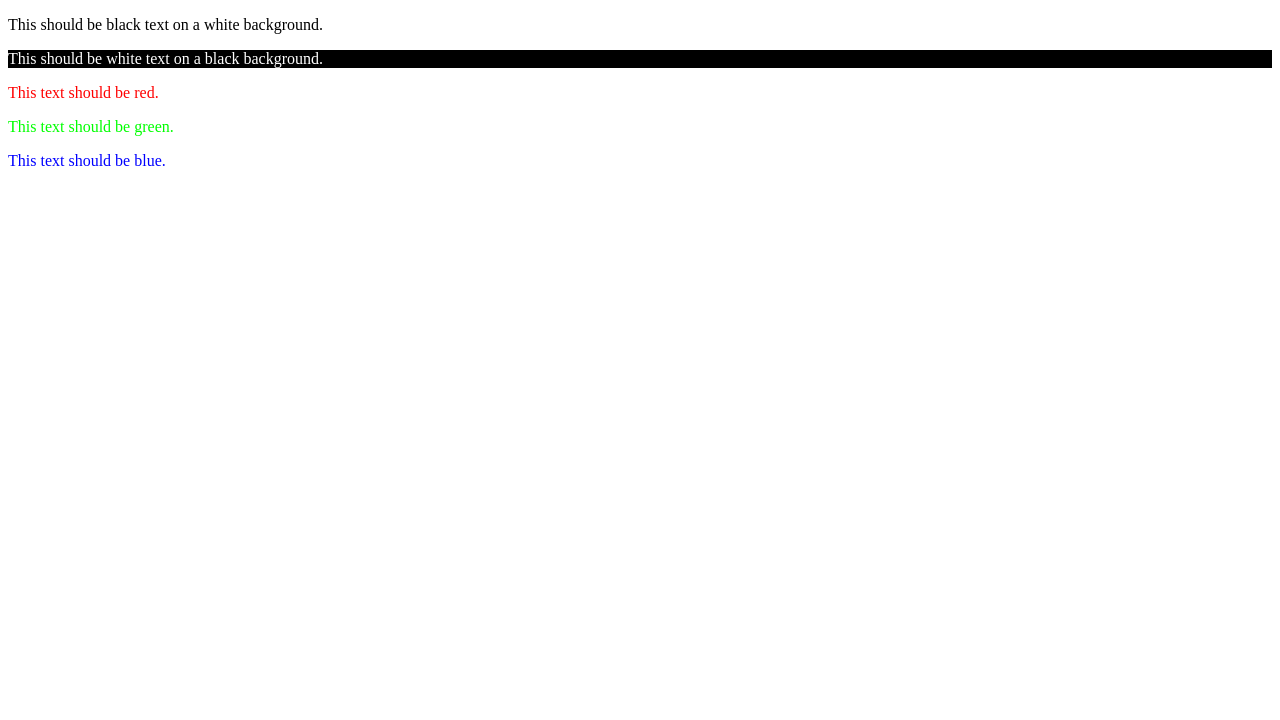 This should be black text on a white background.
This should be white text on a black background.
This text should be red.
This text should be green.
This text should be blue.